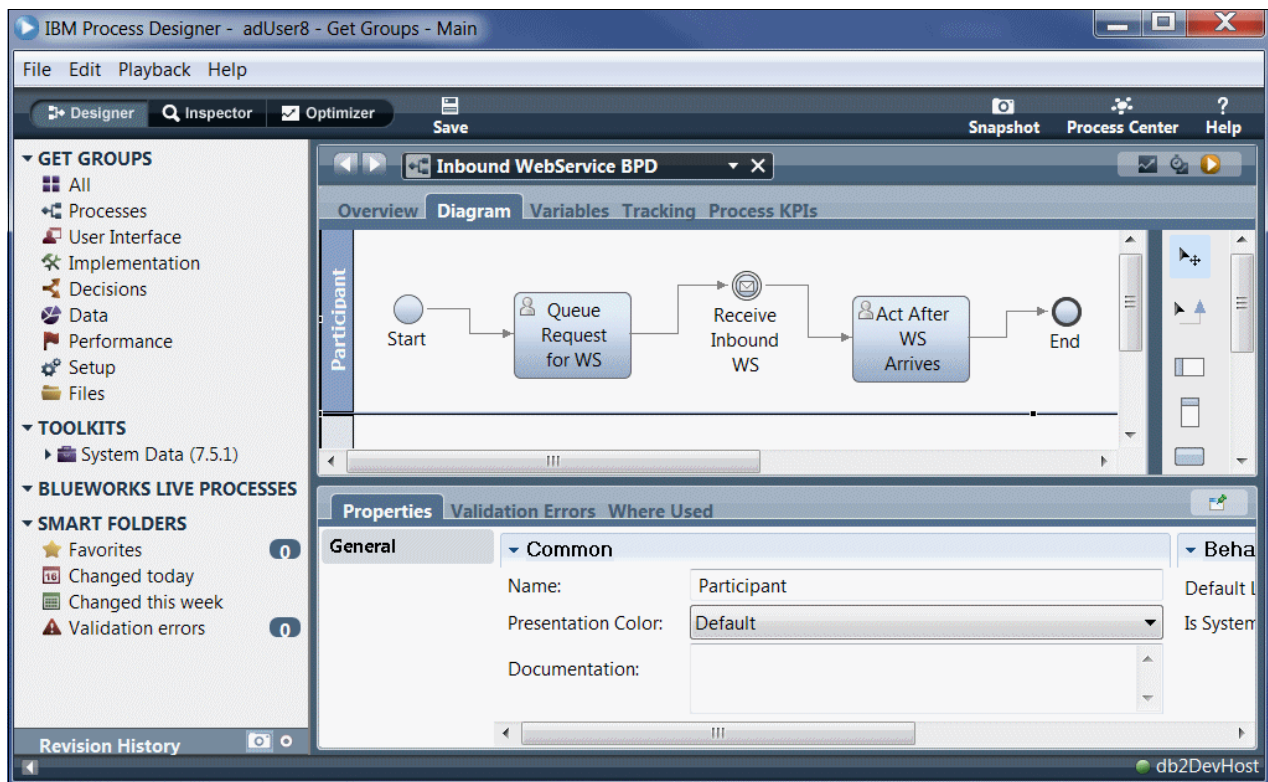 IBM Process Designer - adUser8 - Get Groups - Main
File Edit Playback Help
Designer Inspector Optimizer
Save
Snapshot Process Center Help
GET GROUPS
All
Processes
User Interface
Implementation
Decisions
Data
Performance
Setup
Files
TOOLKITS
System Data (7.5.1)
BLUEWORKS LIVE PROCESSES
SMART FOLDERS
Favorites 0
16 Changed today
Changed this week
Validation errors 0
Revision History
Inbound WebService BPD
Overview Diagram Variables Tracking Process KPIs
Participant
Start
Queue
Request
for WS
Receive
Inbound
WS
Act After
WS
Arrives
End
Properties Validation Errors Where Used
General
Common
Name: Participant
Presentation Color: Default
Documentation:
Beha
Default L
Is System
db2DevHost